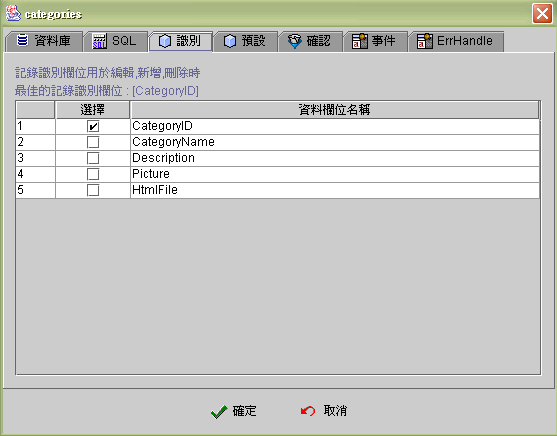 categories
資料庫 SQL 識別 預設 確認 事件 ErrHandle
記錄識別欄位用於編輯,新增,刪除時
最佳的記錄識別欄位 : [CategoryID]
選擇 資料欄位名稱
1 CategoryID
2 CategoryName
3 Description
4 Picture
5 HtmlFile
確定 取消